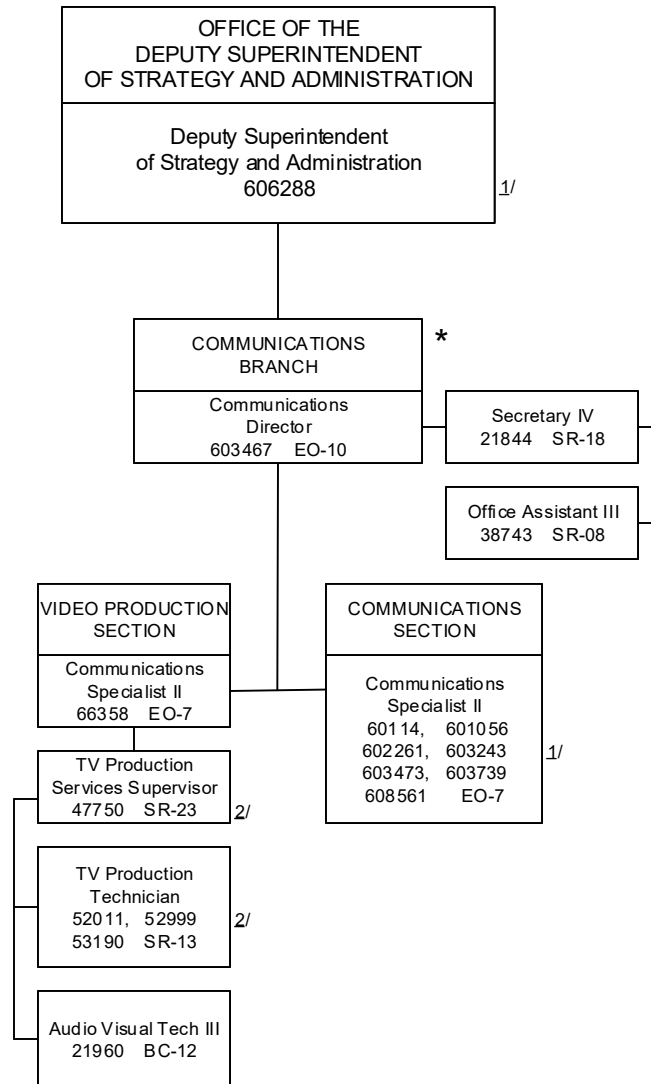 OFFICE OF THE
DEPUTY SUPERINTENDENT
OF STRATEGY AND ADMINISTRATION
Deputy Superintendent
of Strategy and Administration
606288
1/
COMMUNICATIONS
BRANCH
*
Communications
Director
603467 EO-10
Secretary IV
21844 SR-18
Office Assistant III
38743 SR-08
VIDEO PRODUCTION
SECTION
Communications
Specialist II
66358 EO-7
COMMUNICATIONS
SECTION
Communications
Specialist II
60114, 601056
602261, 603243
603473, 603739
608561 EO-7
1/
TV Production
Services Supervisor
47750 SR-23
2/
TV Production
Technician
52011, 52999
53190 SR-13
2/
Audio Visual Tech III
21960 BC-12